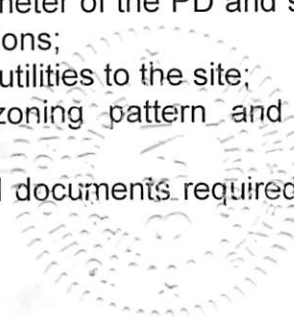 meter of the PD and s
ons;
utilities to the site;
zoning pattern and
documents required